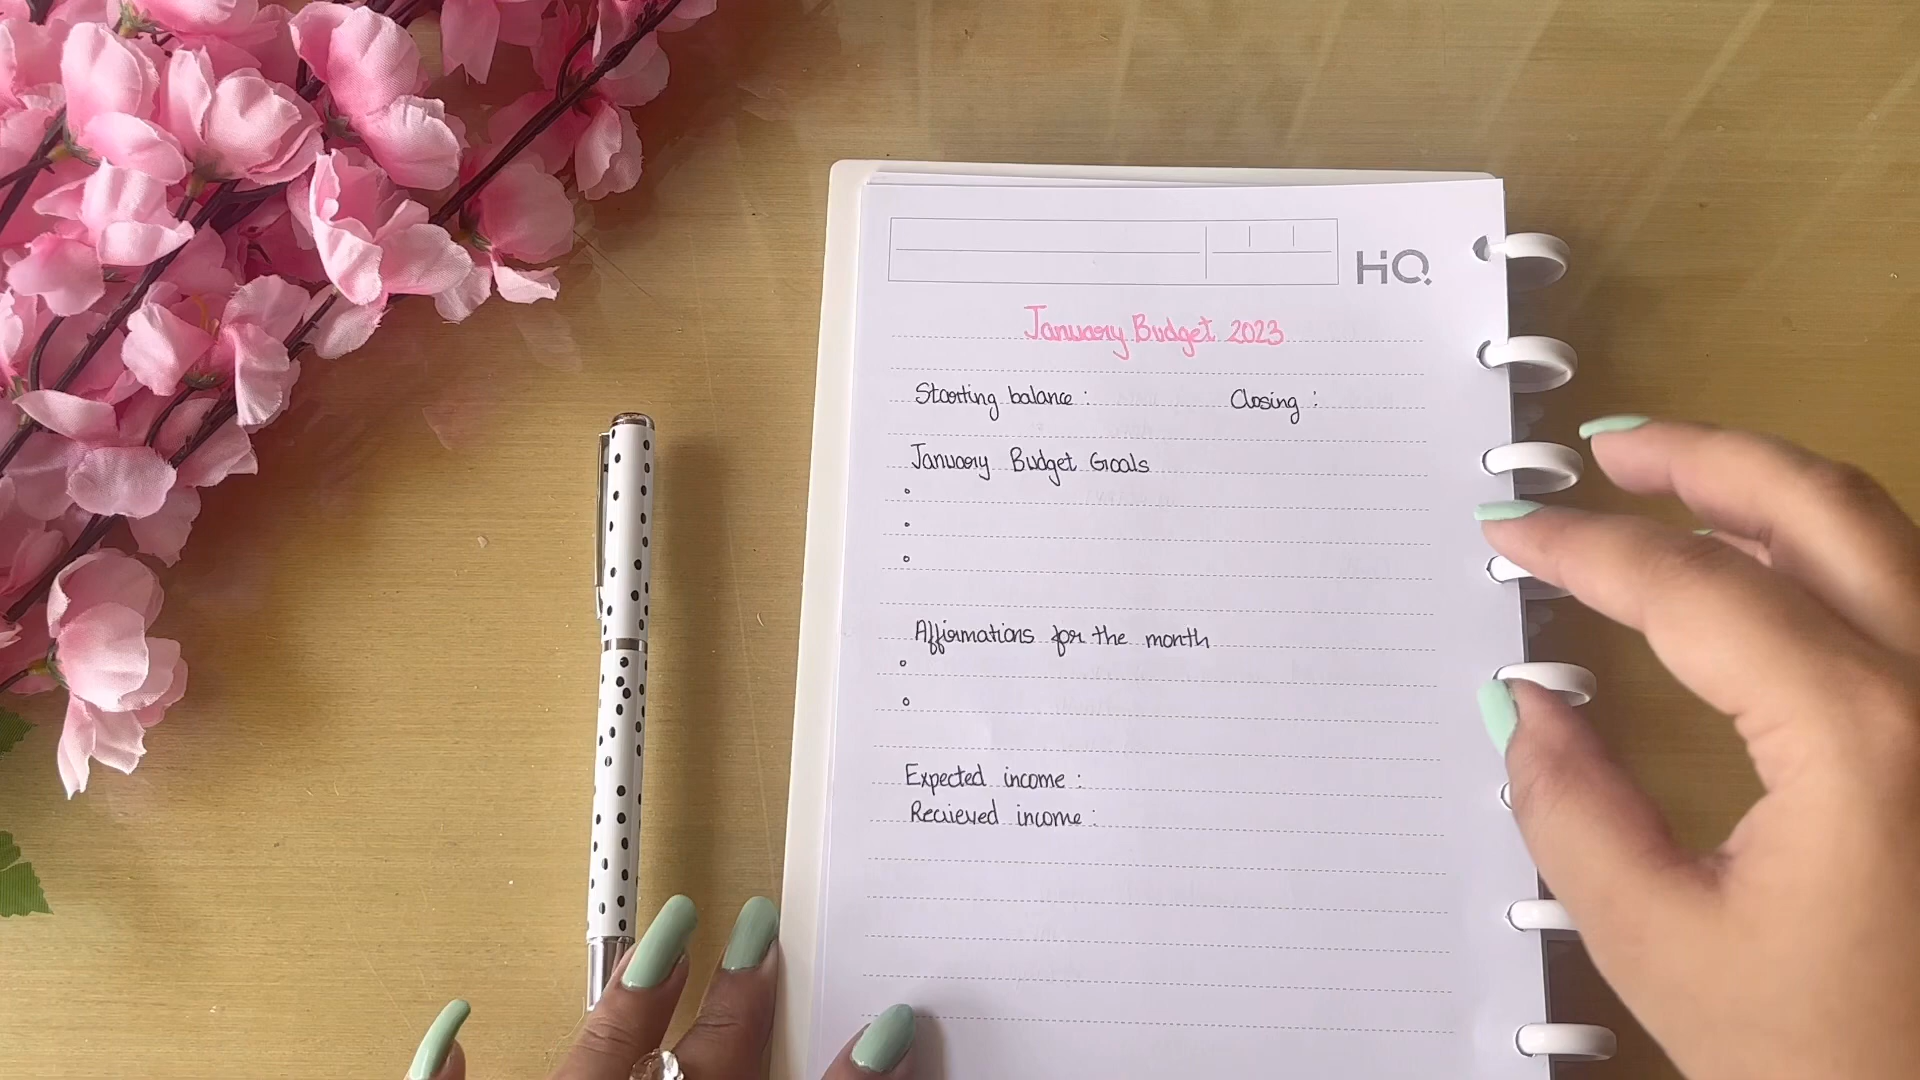 HQ
January Budget 2023
Starting balance : Closing :
January Budget Goals
Affirmations for the month
Expected income :
Recieved income :